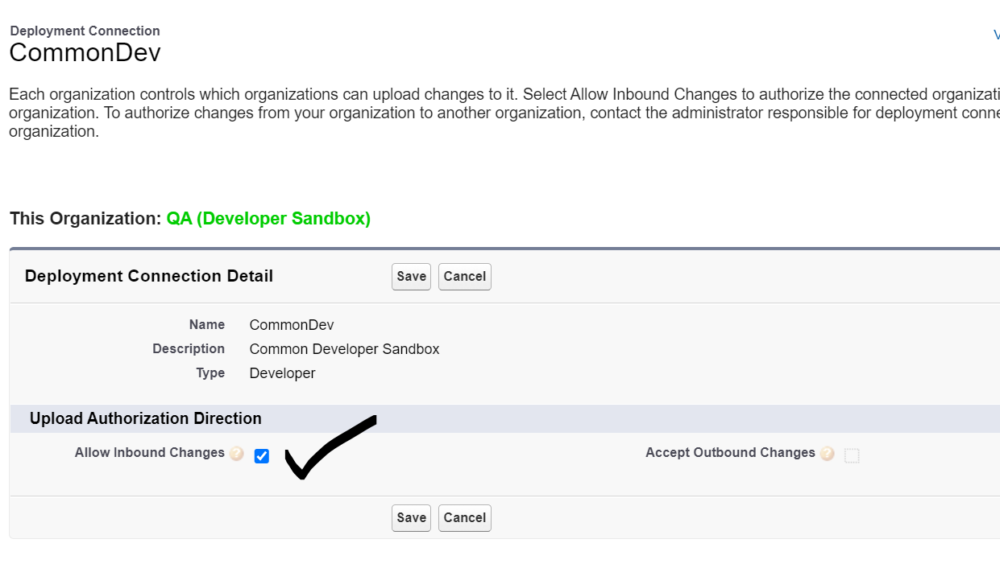 Deployment Connection
CommonDev
Each organization controls which organizations can upload changes to it. Select Allow Inbound Changes to authorize the connected
organization. To authorize changes from your organization to another organization, contact the administrator responsible for deployment
organization.
This Organization: QA (Developer Sandbox)
Deployment Connection Detail Save Cancel
Name CommonDev
Description Common Developer Sandbox
Type Developer
Upload Authorization Direction
Allow Inbound Changes ? Accept Outbound Changes ?
Save Cancel